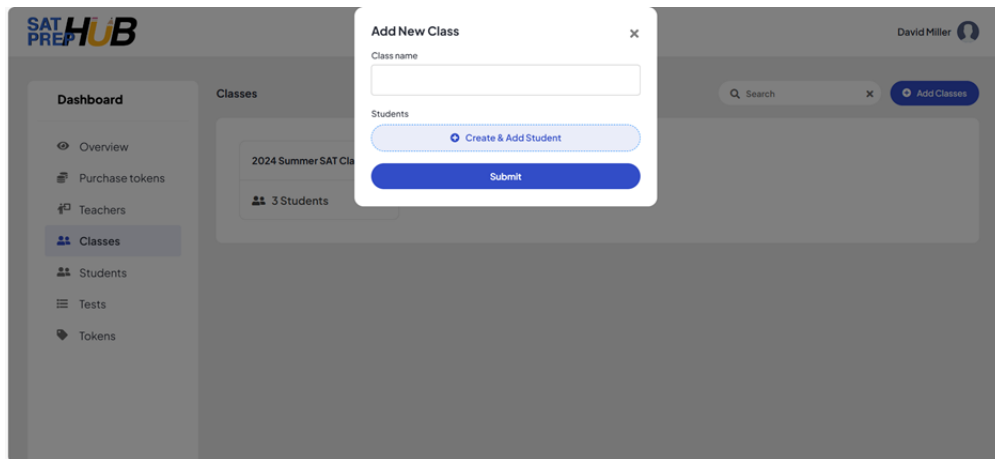 SAT
PREP HUB
David Miller
Dashboard
Overview
Purchase tokens
Teachers
Classes
Students
Tests
Tokens
Classes
Search
Add Classes
2024 Summer SAT Cla
3 Students
Add New Class
Class name
Students
Create & Add Student
Submit